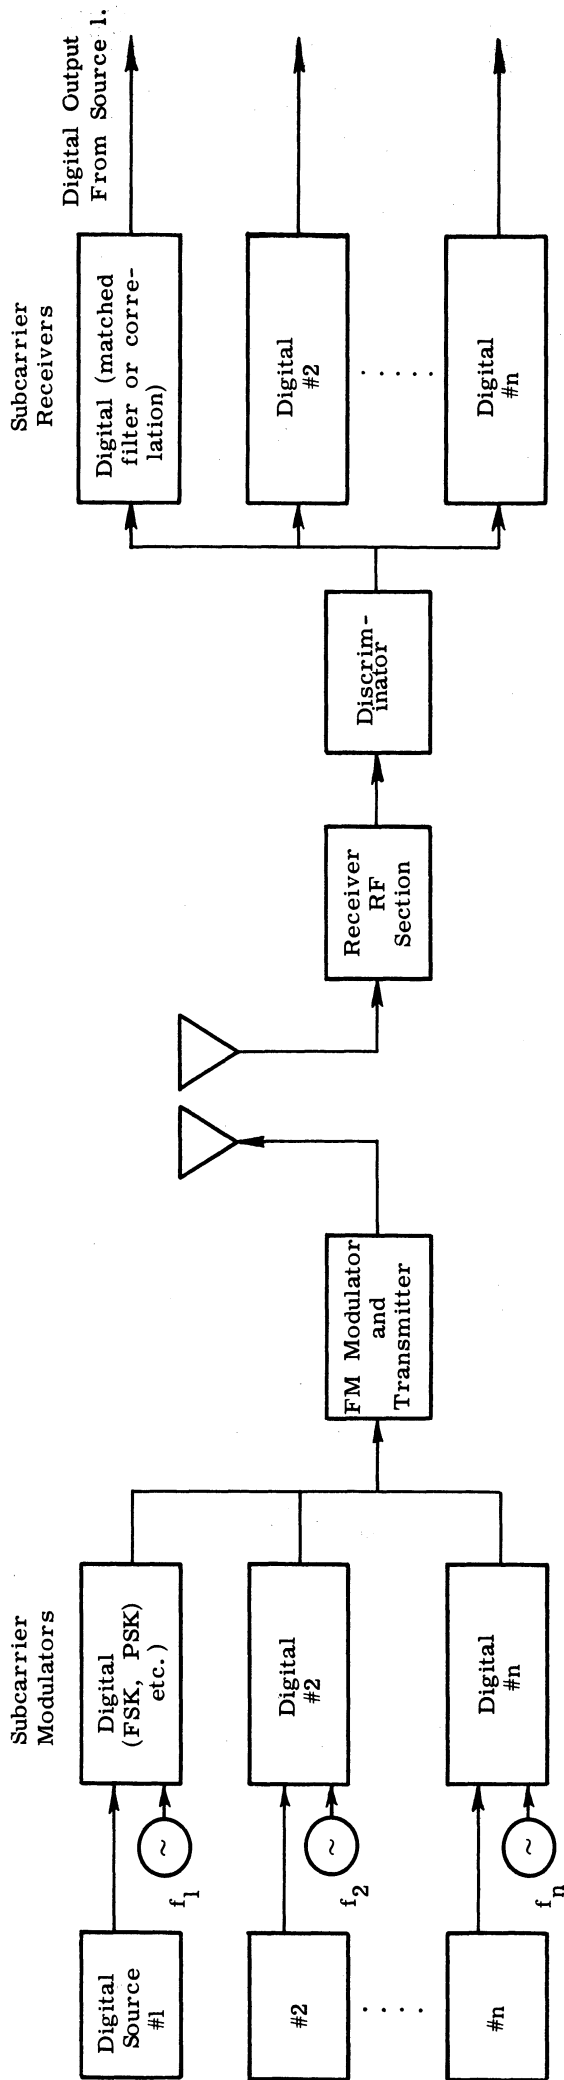 Subcarrier
Modulators
Subcarrier
Receivers
Digital
Source
#1
f1
Digital
(FSK, PSK)
etc.)
#2
f2
Digital
#2
. . . . .
#n
fn
Digital
#n
FM Modulator
and
Transmitter
Receiver
RF
Section
Discrim-
inator
Digital (matched
filter or corre-
lation)
Digital Output
From Source 1.
Digital
#2
. . . . .
Digital
#n
~
~
~